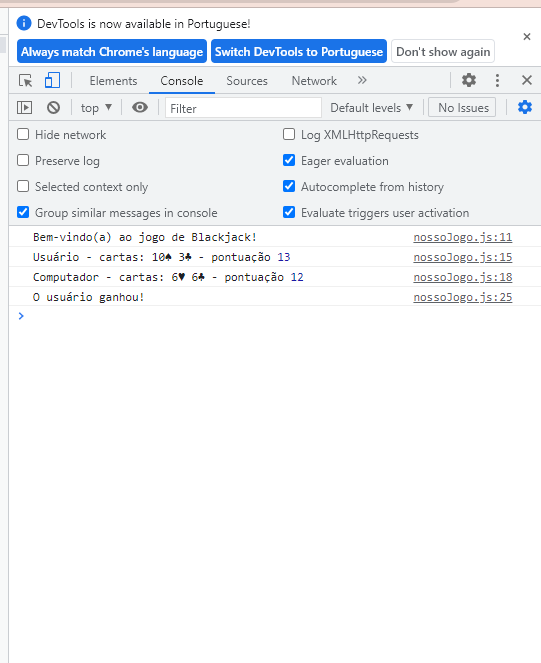 DevTools is now available in Portuguese!
Always match Chrome's language Switch DevTools to Portuguese Don't show again
Elements Console Sources Network
top Filter Default levels No Issues
Hide network Log XMLHttpRequests
Preserve log Eager evaluation
Selected context only Autocomplete from history
Group similar messages in console Evaluate triggers user activation
Bem-vindo(a) ao jogo de Blackjack! nossoJogo.js:11
Usuário - cartas: 10♠ 3♣ - pontuação 13 nossoJogo.js:15
Computador - cartas: 6♥ 6♣ - pontuação 12 nossoJogo.js:18
O usuário ganhou! nossoJogo.js:25